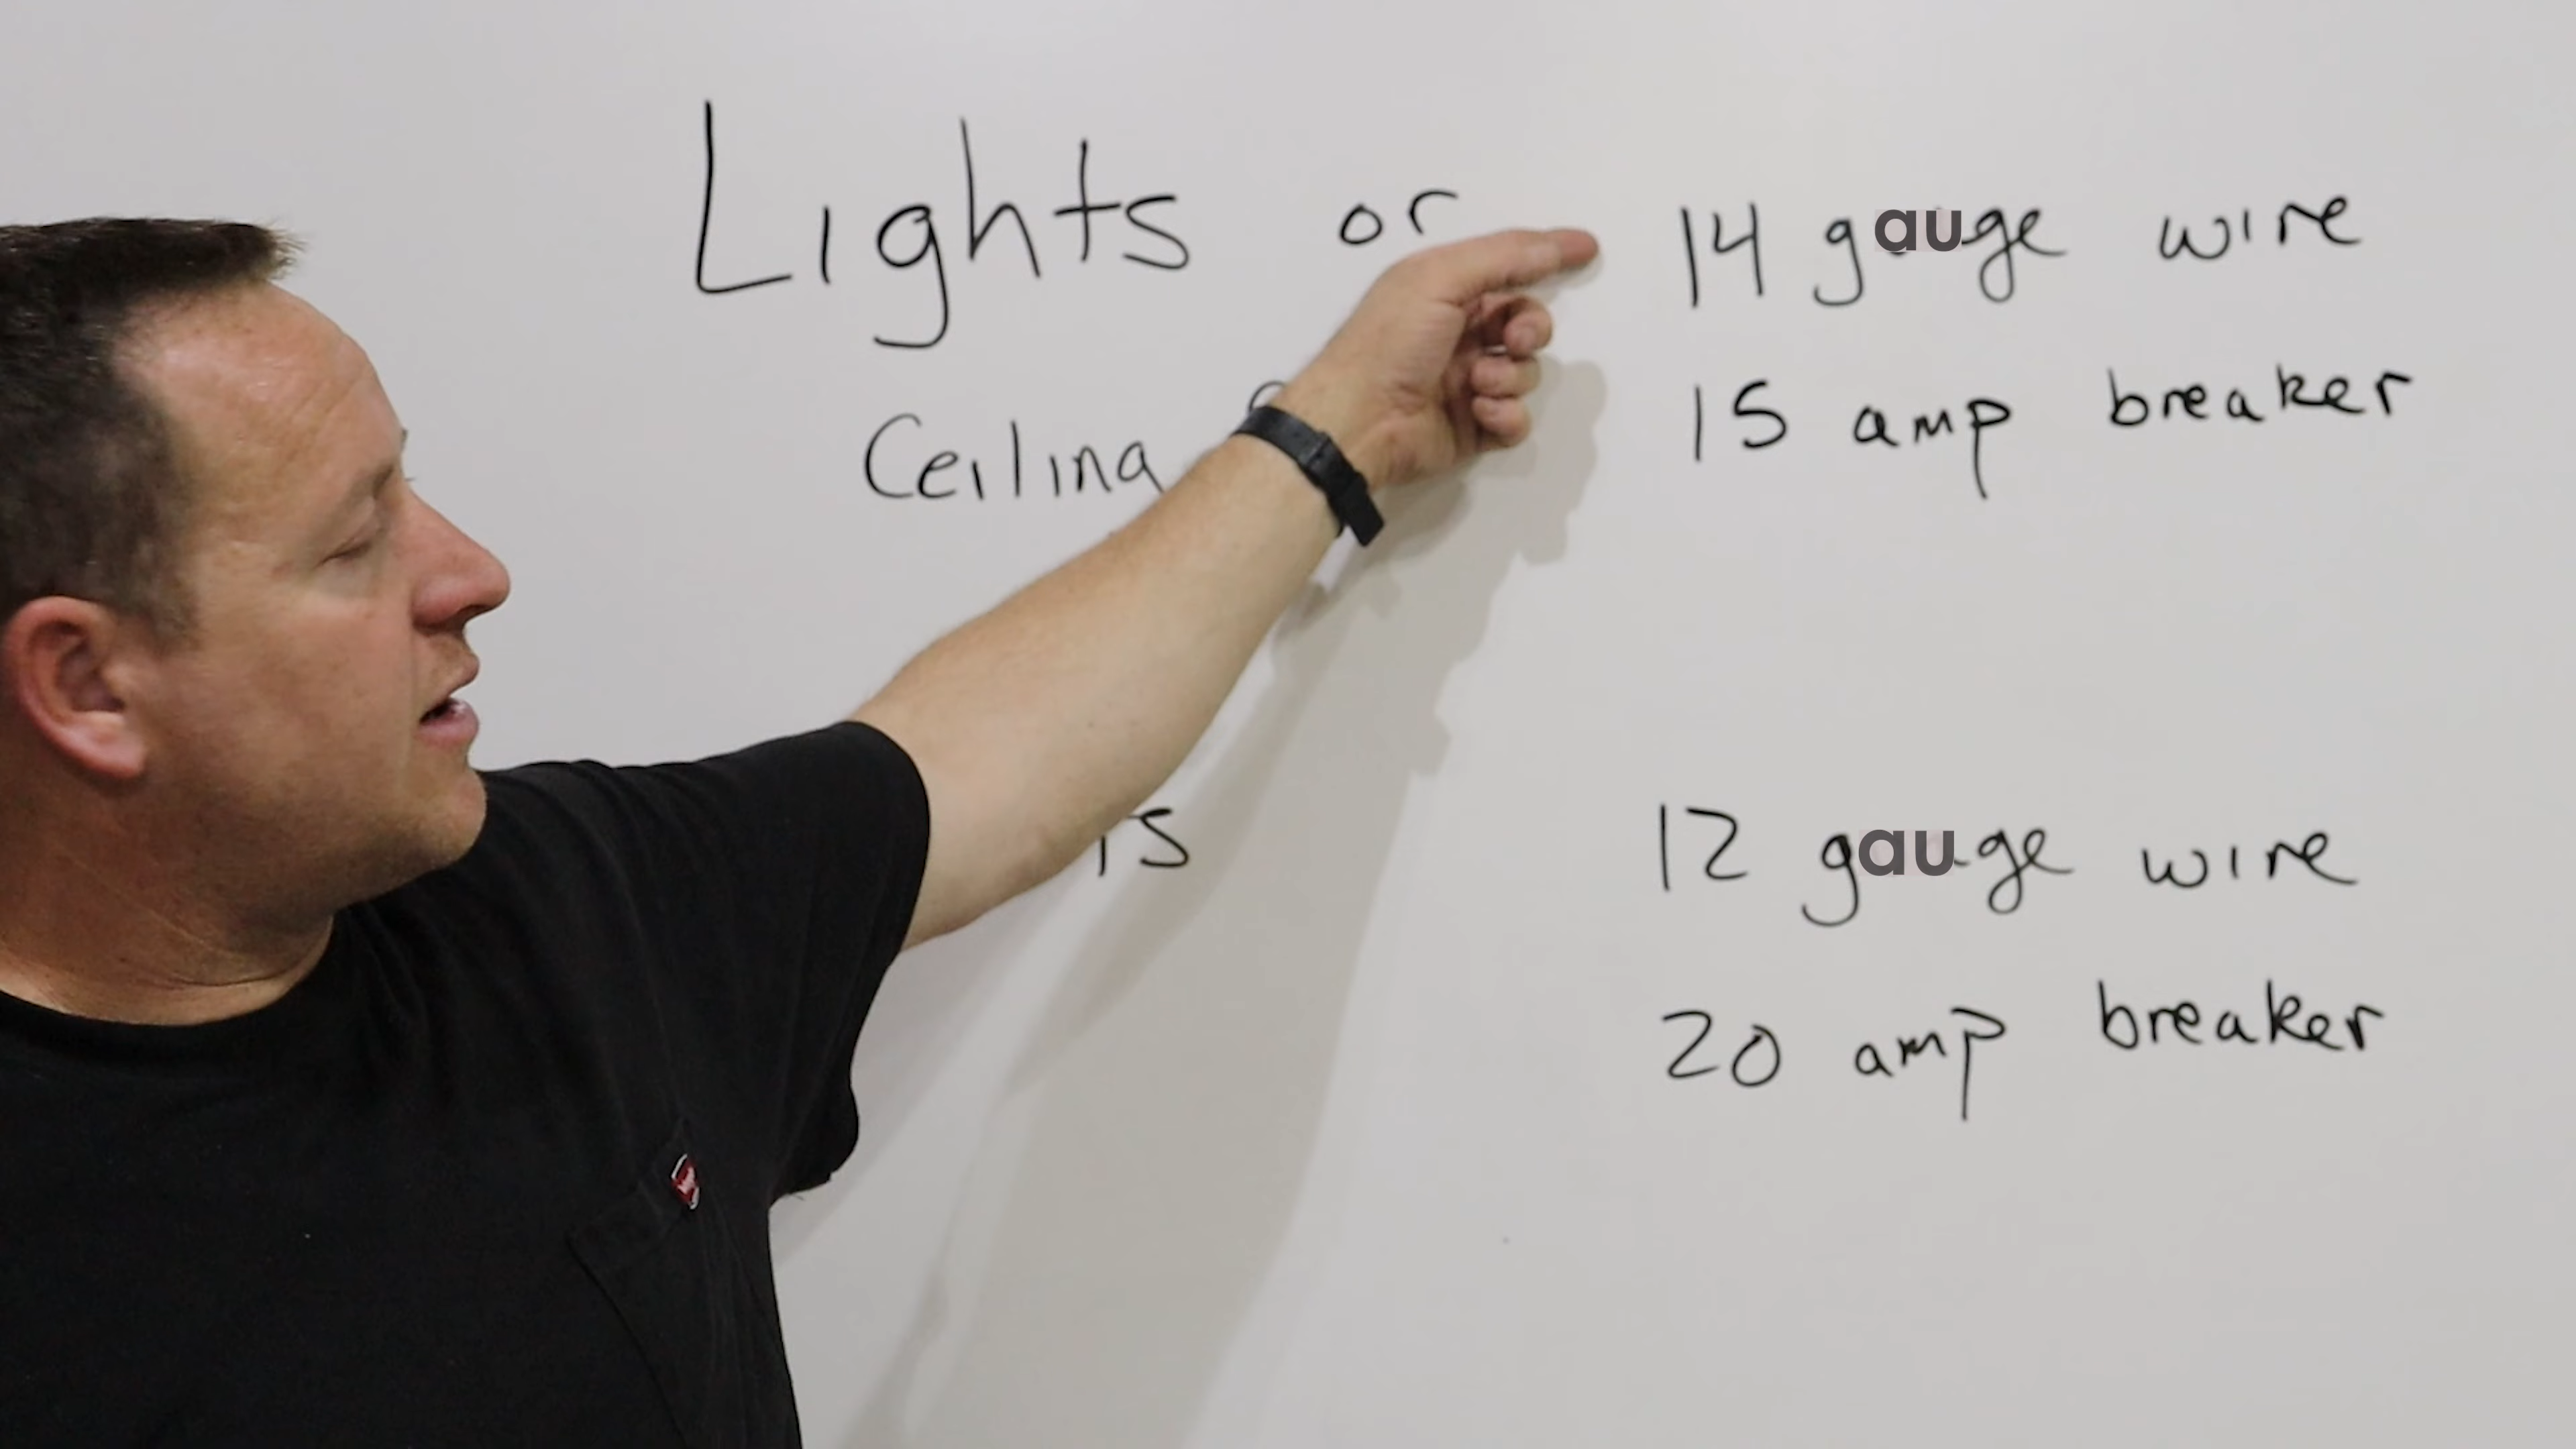 Lights or
Ceiling
14 gauge wire
15 amp breaker
12 gauge wire
20 amp breaker